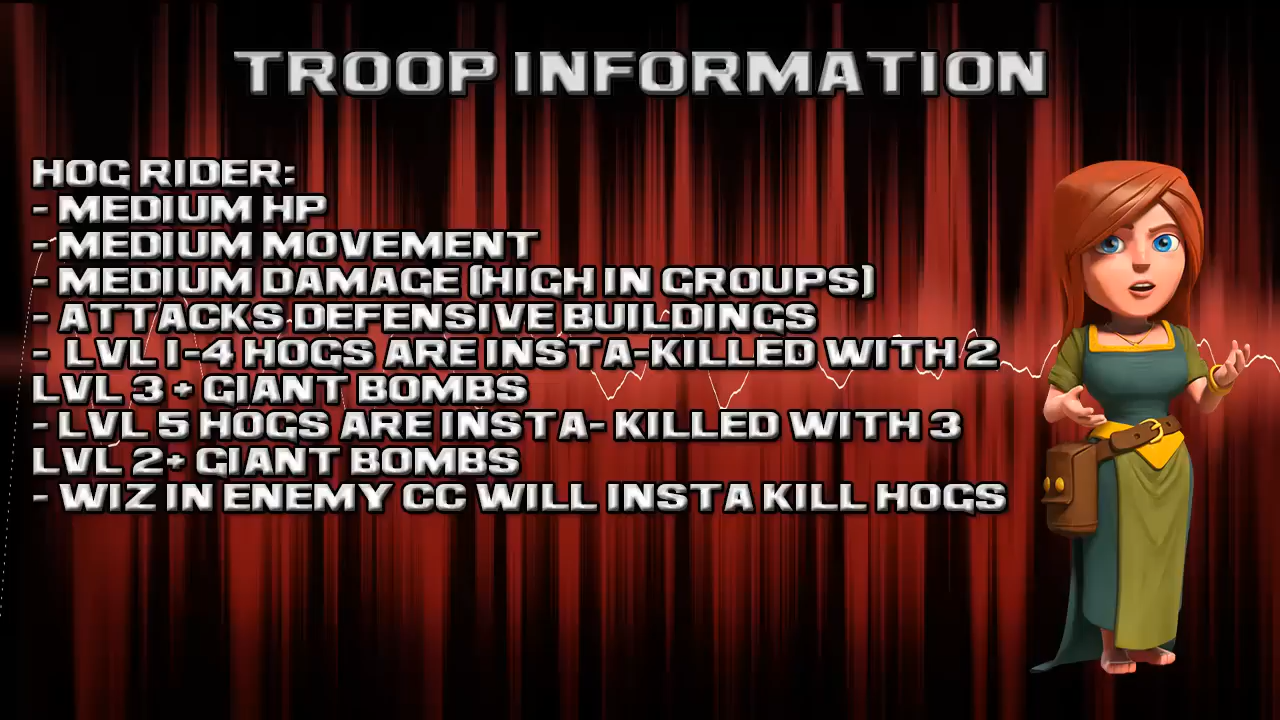 TROOP INFORMATION
HOG RIDER:
- MEDIUM HP
- MEDIUM MOVEMENT
- MEDIUM DAMAGE (HIGH IN GROUPS)
- ATTACKS DEFENSIVE BUILDINGS
- LVL 1-4 HOGS ARE INSTA-KILLED WITH 2
LVL 3 + GIANT BOMBS
- LVL 5 HOGS ARE INSTA- KILLED WITH 3
LVL 2+ GIANT BOMBS
- WIZ IN ENEMY CC WILL INSTA KILL HOGS